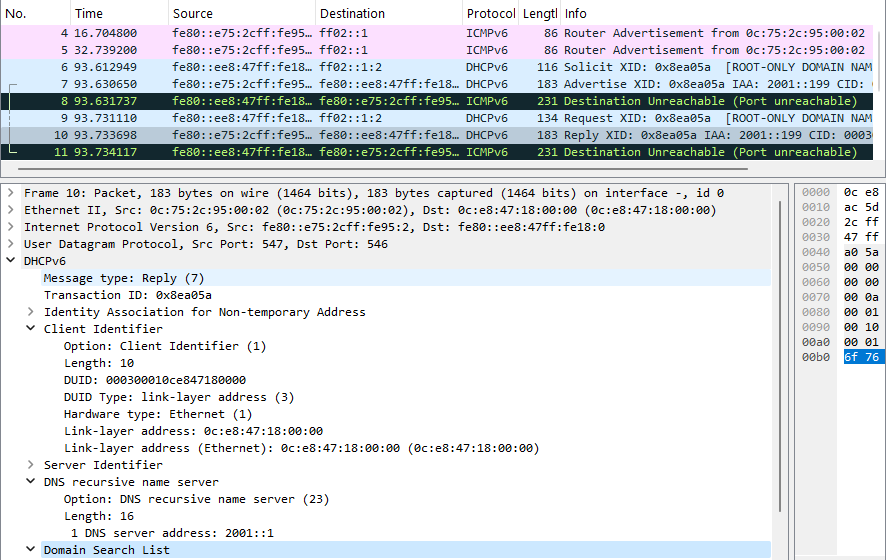 No. Time Source Destination Protocol Lengtl Info
4 16.704800 fe80::e75:2cff:fe95… ff02::1 ICMPv6 86 Router Advertisement from 0c:75:2c:95:00:02
5 32.739200 fe80::e75:2cff:fe95… ff02::1 ICMPv6 86 Router Advertisement from 0c:75:2c:95:00:02
6 93.612949 fe80::ee8:47ff:fe18… ff02::1:2 DHCPv6 116 Solicit XID: 0x8ea05a [ROOT-ONLY DOMAIN NAM
7 93.630650 fe80::e75:2cff:fe95… fe80::ee8:47ff:fe18… DHCPv6 183 Advertise XID: 0x8ea05a IAA: 2001::199 CID:
8 93.631737 fe80::ee8:47ff:fe18… fe80::e75:2cff:fe95… ICMPv6 231 Destination Unreachable (Port unreachable)
9 93.731110 fe80::ee8:47ff:fe18… ff02::1:2 DHCPv6 134 Request XID: 0x8ea05a [ROOT-ONLY DOMAIN NAM
10 93.733698 fe80::e75:2cff:fe95… fe80::ee8:47ff:fe18… DHCPv6 183 Reply XID: 0x8ea05a IAA: 2001::199 CID: 0003
11 93.734117 fe80::ee8:47ff:fe18… fe80::e75:2cff:fe95… ICMPv6 231 Destination Unreachable (Port unreachable)
Frame 10: Packet, 183 bytes on wire (1464 bits), 183 bytes captured (1464 bits) on interface -, id 0
Ethernet II, Src: 0c:75:2c:95:00:02 (0c:75:2c:95:00:02), Dst: 0c:e8:47:18:00:00 (0c:e8:47:18:00:00)
Internet Protocol Version 6, Src: fe80::e75:2cff:fe95:2, Dst: fe80::ee8:47ff:fe18:0
User Datagram Protocol, Src Port: 547, Dst Port: 546
DHCPv6
Message type: Reply (7)
Transaction ID: 0x8ea05a
Identity Association for Non-temporary Address
Client Identifier
Option: Client Identifier (1)
Length: 10
DUID: 000300010ce847180000
DUID Type: link-layer address (3)
Hardware type: Ethernet (1)
Link-layer address: 0c:e8:47:18:00:00
Link-layer address (Ethernet): 0c:e8:47:18:00:00 (0c:e8:47:18:00:00)
Server Identifier
DNS recursive name server
Option: DNS recursive name server (23)
Length: 16
1 DNS server address: 2001::1
Domain Search List
0000 0c e8
0010 ac 5d
0020 2c ff
0030 47 ff
0040 a0 5a
0050 00 00
0060 00 00
0070 00 0a
0080 00 01
0090 00 10
00a0 00 01
00b0 6f 76